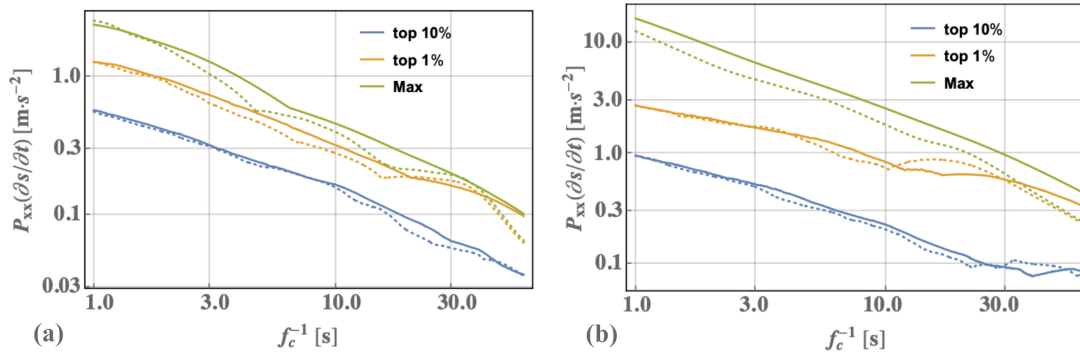 top 10%
top 1%
Max
1.0
0.3
0.1
0.03
1.0
3.0
10.0
30.0
P_xx(∂s/∂t) [m·s⁻²]
f_c⁻¹ [s]
(a)
top 10%
top 1%
Max
10.0
3.0
1.0
0.3
0.1
1.0
3.0
10.0
30.0
P_xx(∂s/∂t) [m·s⁻²]
f_c⁻¹ [s]
(b)